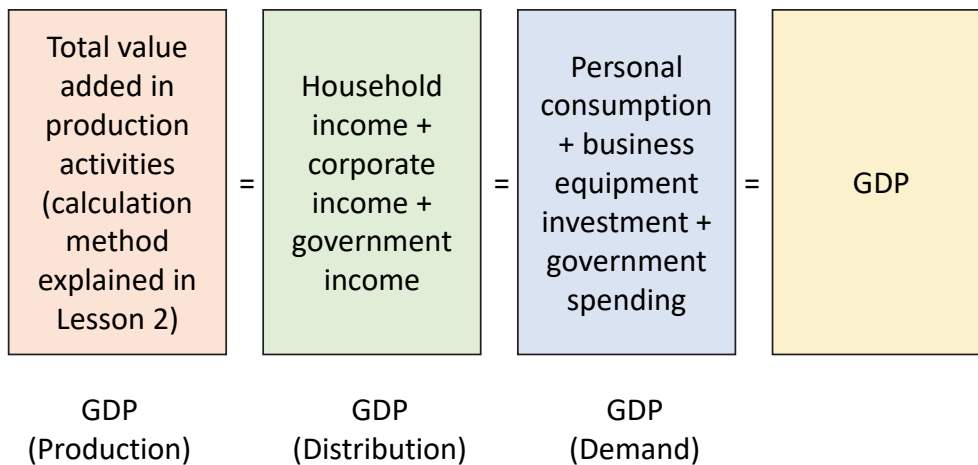 Total value
added in
production
activities
(calculation
method
explained in
Lesson 2)
=
Household
income +
corporate
income +
government
income
=
Personal
consumption
+ business
equipment
investment +
government
spending
=
GDP
GDP
(Production)
GDP
(Distribution)
GDP
(Demand)